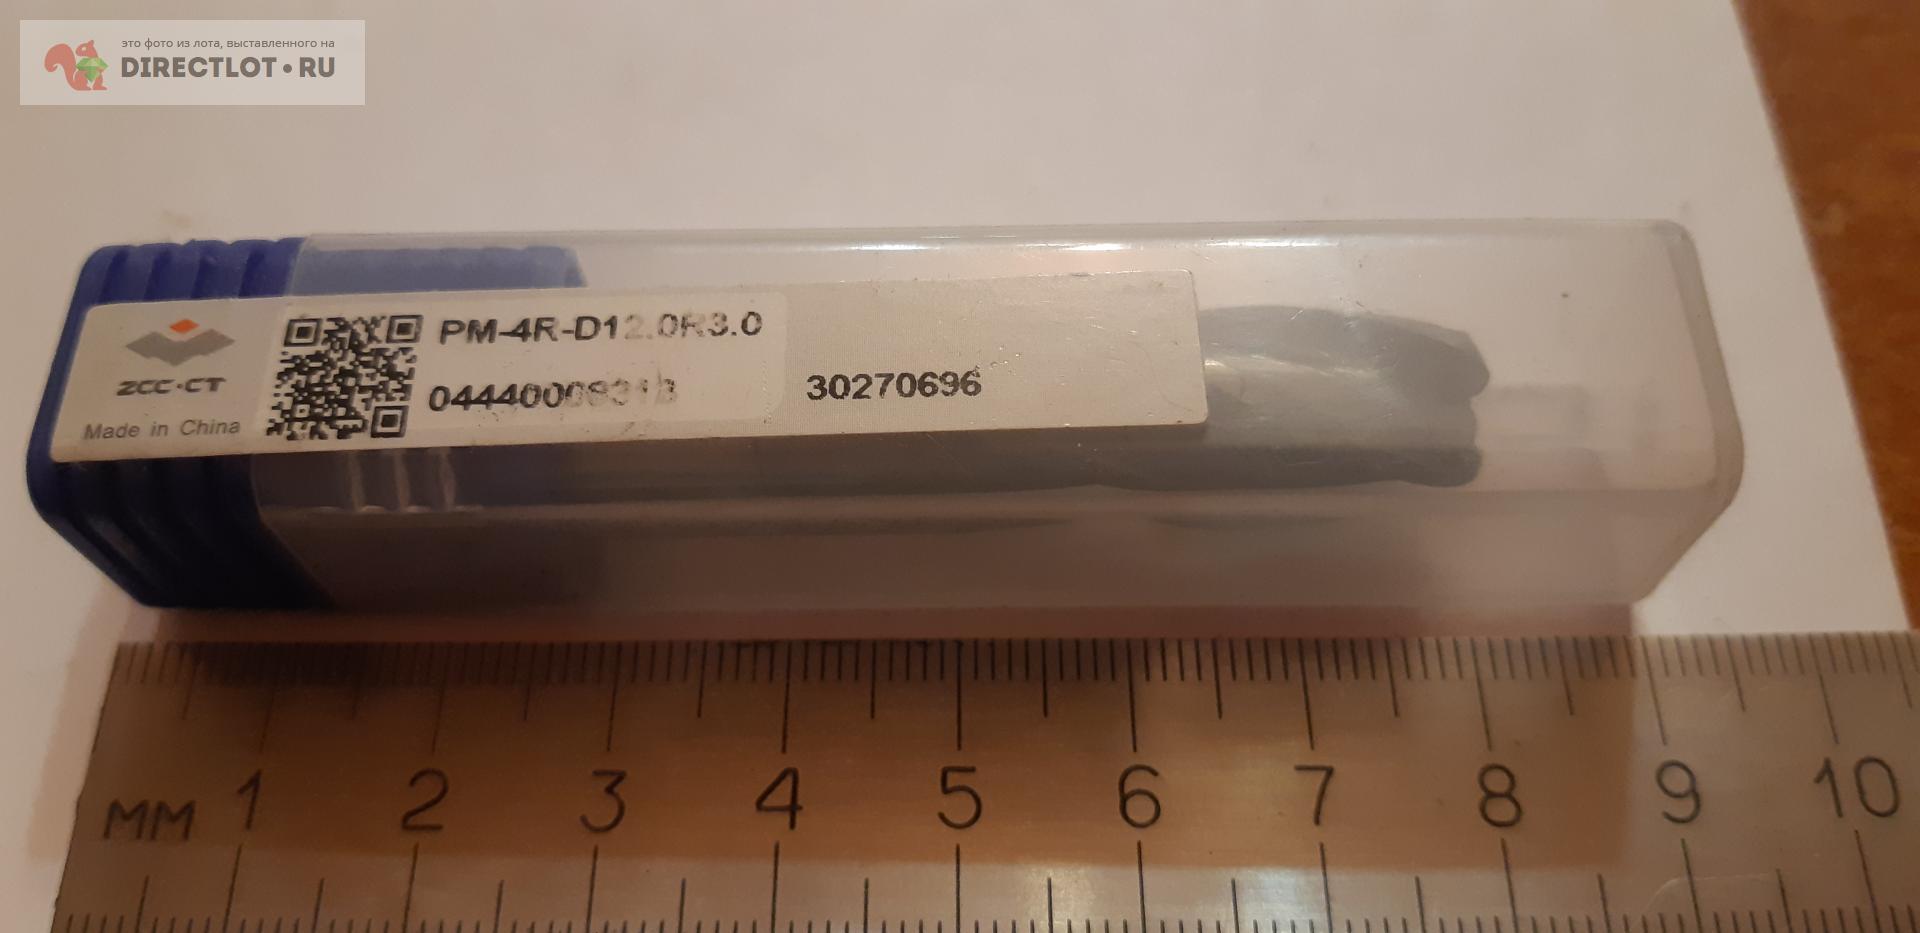 это фото из лота, выставленного на
DIRECTLOT•RU
PM-4R-D12.0R3.0
30270696
ZCC·CT
Made in China
мм 1 2 3 4 5 6 7 8 9 10